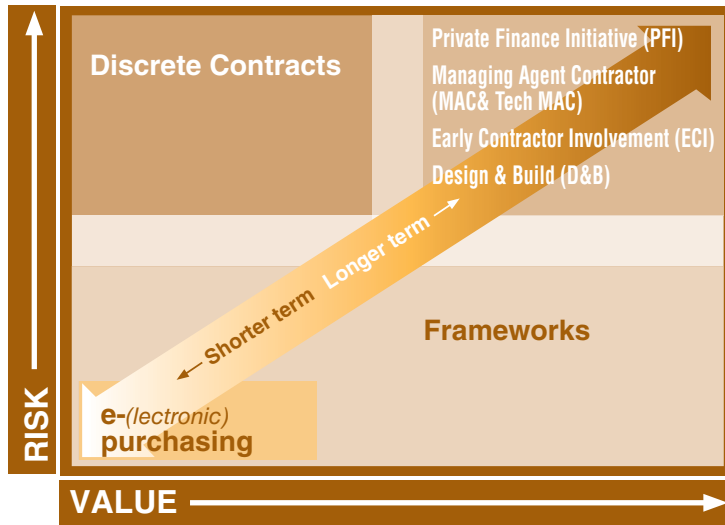 Discrete Contracts
Private Finance Initiative (PFI)
Managing Agent Contractor
(MAC& Tech MAC)
Early Contractor Involvement (ECI)
Design & Build (D&B)
Longer term
Shorter term
Frameworks
e-(lectronic)
purchasing
RISK
VALUE